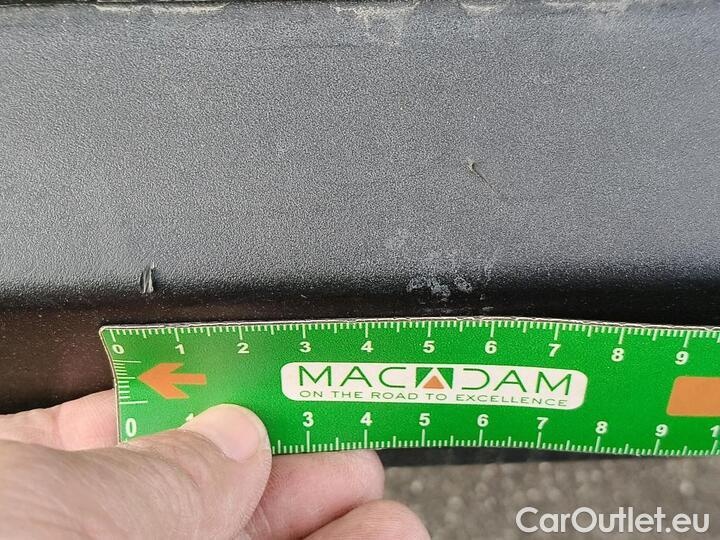 0 1 2 3 4 5 6 7 8 9
MACADAM
ON THE ROAD TO EXCELLENCE
0 1 3 4 5 6 7 8 9 1
CarOutlet.eu